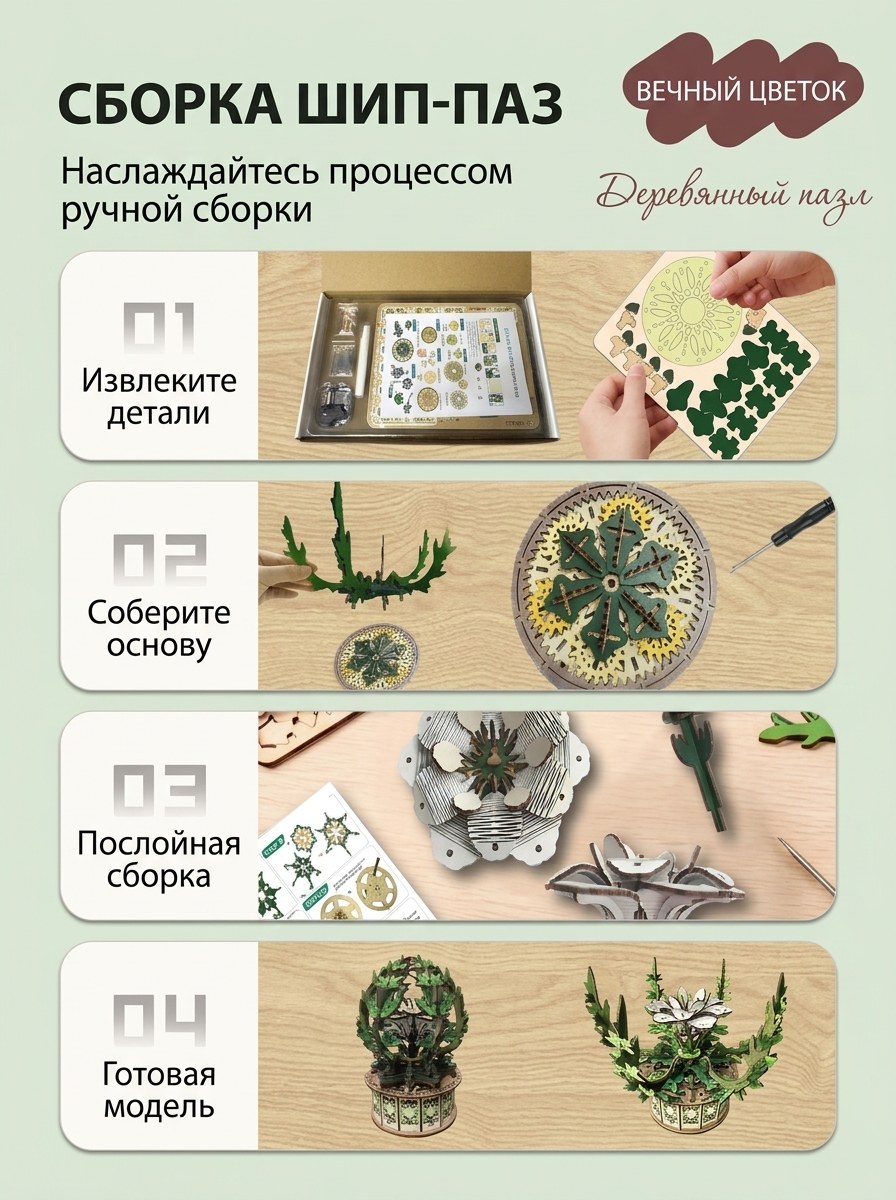 СБОРКА ШИП-ПАЗ
ВЕЧНЫЙ ЦВЕТОК
Наслаждайтесь процессом
ручной сборки
Деревянный пазл
01
Извлеките
детали
02
Соберите
основу
03
Послойная
сборка
04
Готовая
модель